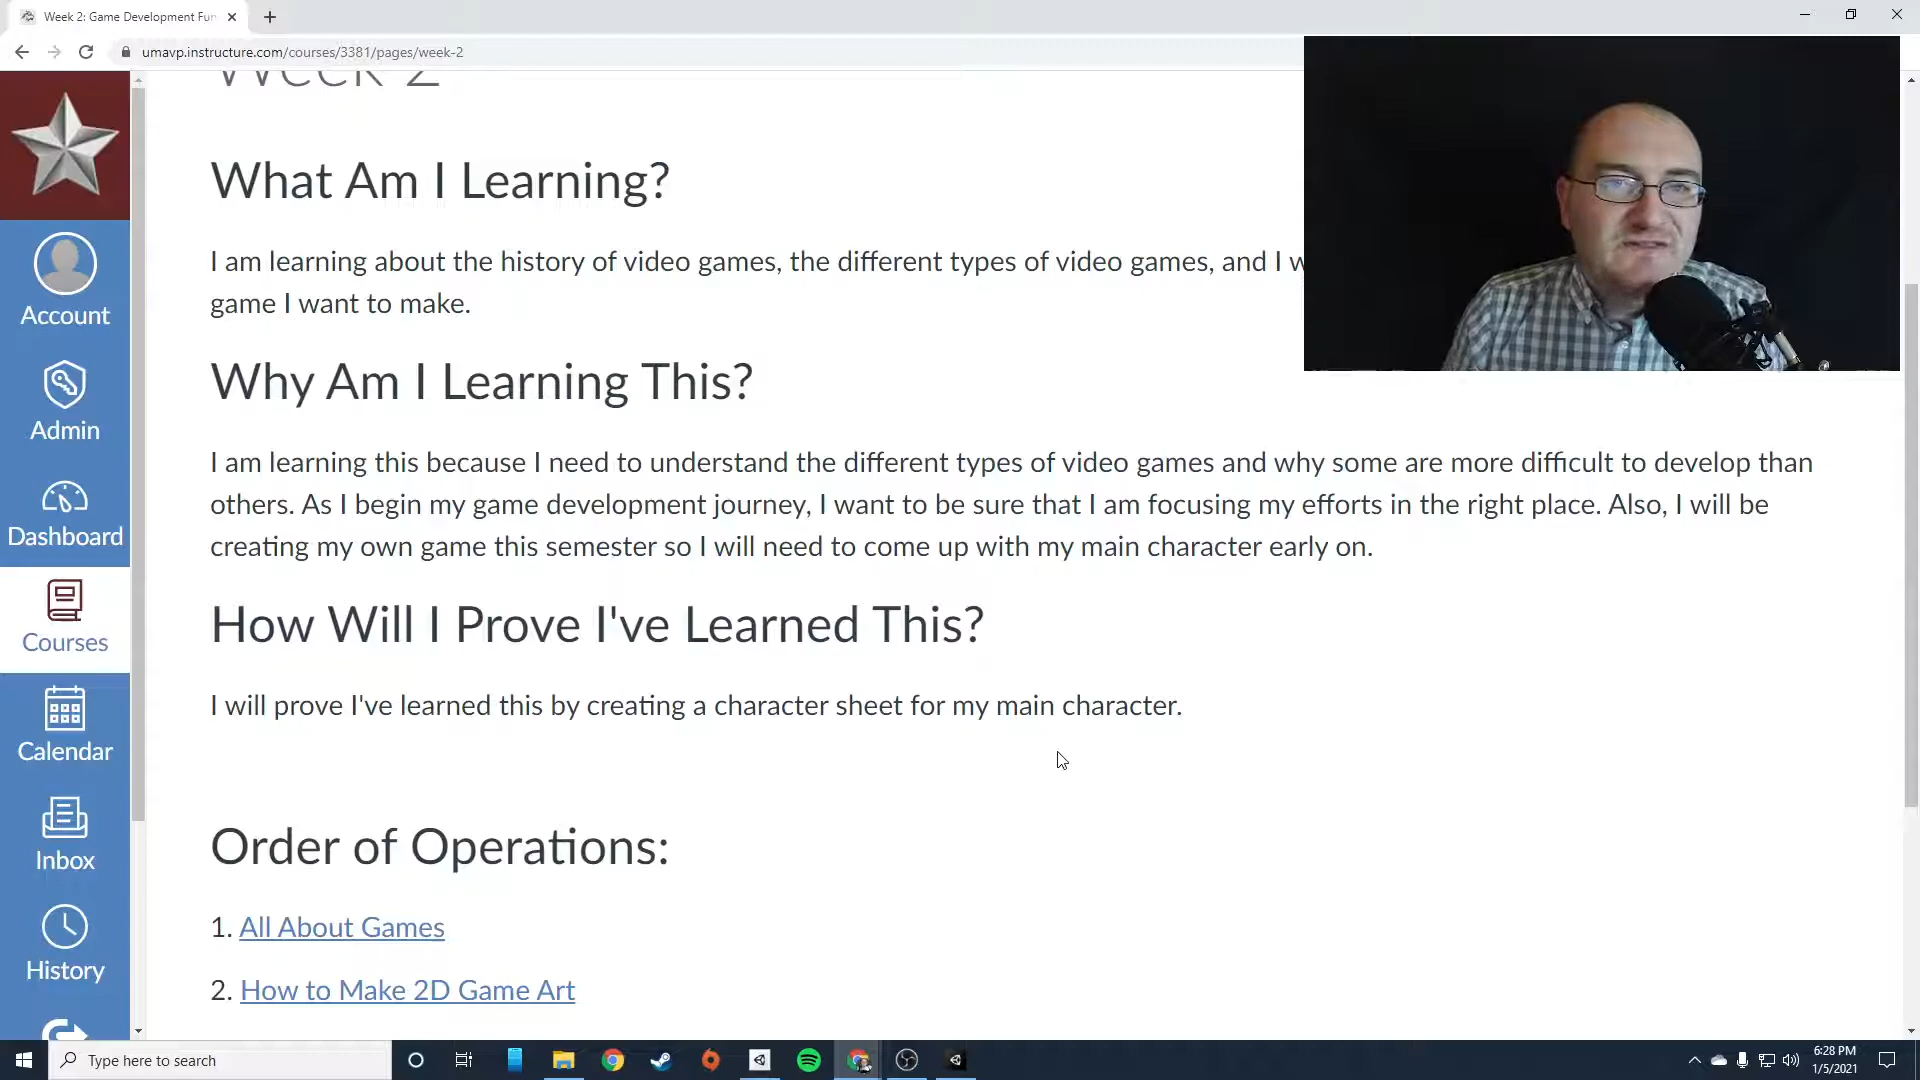 Week 2: Game Development Fun
umavp.instructure.com/courses/3381/pages/week-2
Week 2
What Am I Learning?
I am learning about the history of video games, the different types of video games, and I
game I want to make.
Why Am I Learning This?
I am learning this because I need to understand the different types of video games and why some are more difficult to develop than
others. As I begin my game development journey, I want to be sure that I am focusing my efforts in the right place. Also, I will be
creating my own game this semester so I will need to come up with my main character early on.
How Will I Prove I've Learned This?
I will prove I've learned this by creating a character sheet for my main character.
Order of Operations:
1. All About Games
2. How to Make 2D Game Art
Account
Admin
Dashboard
Courses
Calendar
Inbox
History
Type here to search
6:28 PM
1/5/2021